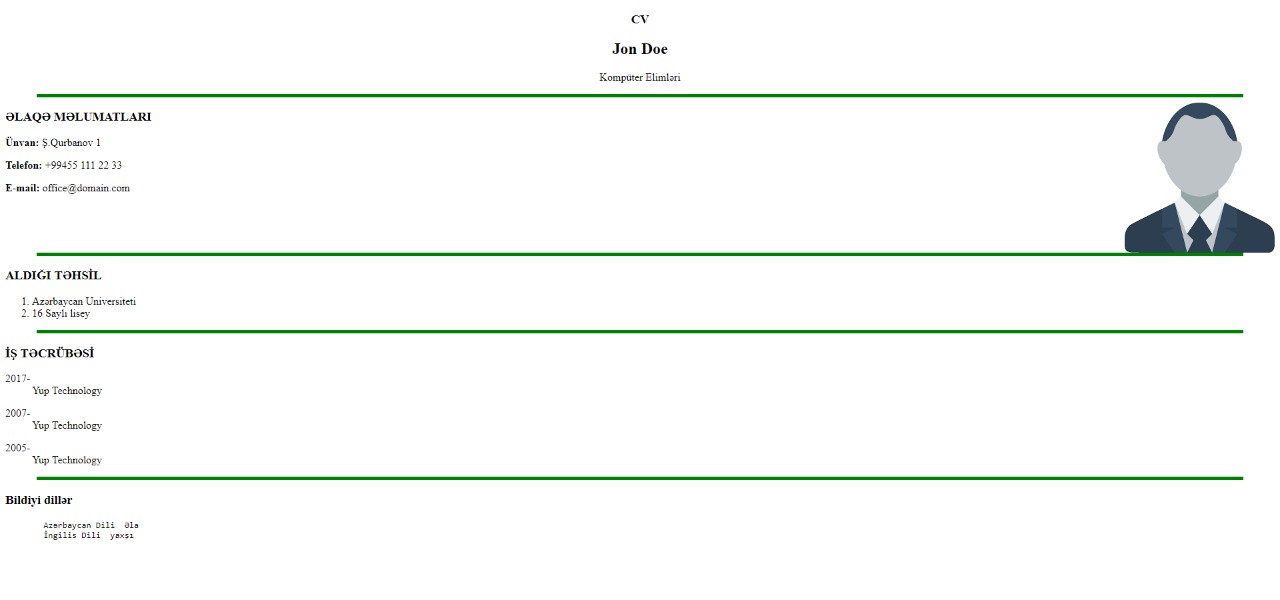 CV
Jon Doe
Kompüter Elimləri
ƏLAQƏ MƏLUMATLARI
Ünvan: Ş.Qurbanov 1
Telefon: +99455 111 22 33
E-mail: office@domain.com
ALDIĞI TƏHSİL
1. Azərbaycan Universiteti
2. 16 Saylı lisey
İŞ TƏCRÜBƏSİ
2017-
Yup Technology
2007-
Yup Technology
2005-
Yup Technology
Bildiyi dillər
Azərbaycan Dili əla
İngilis Dili yaxşı